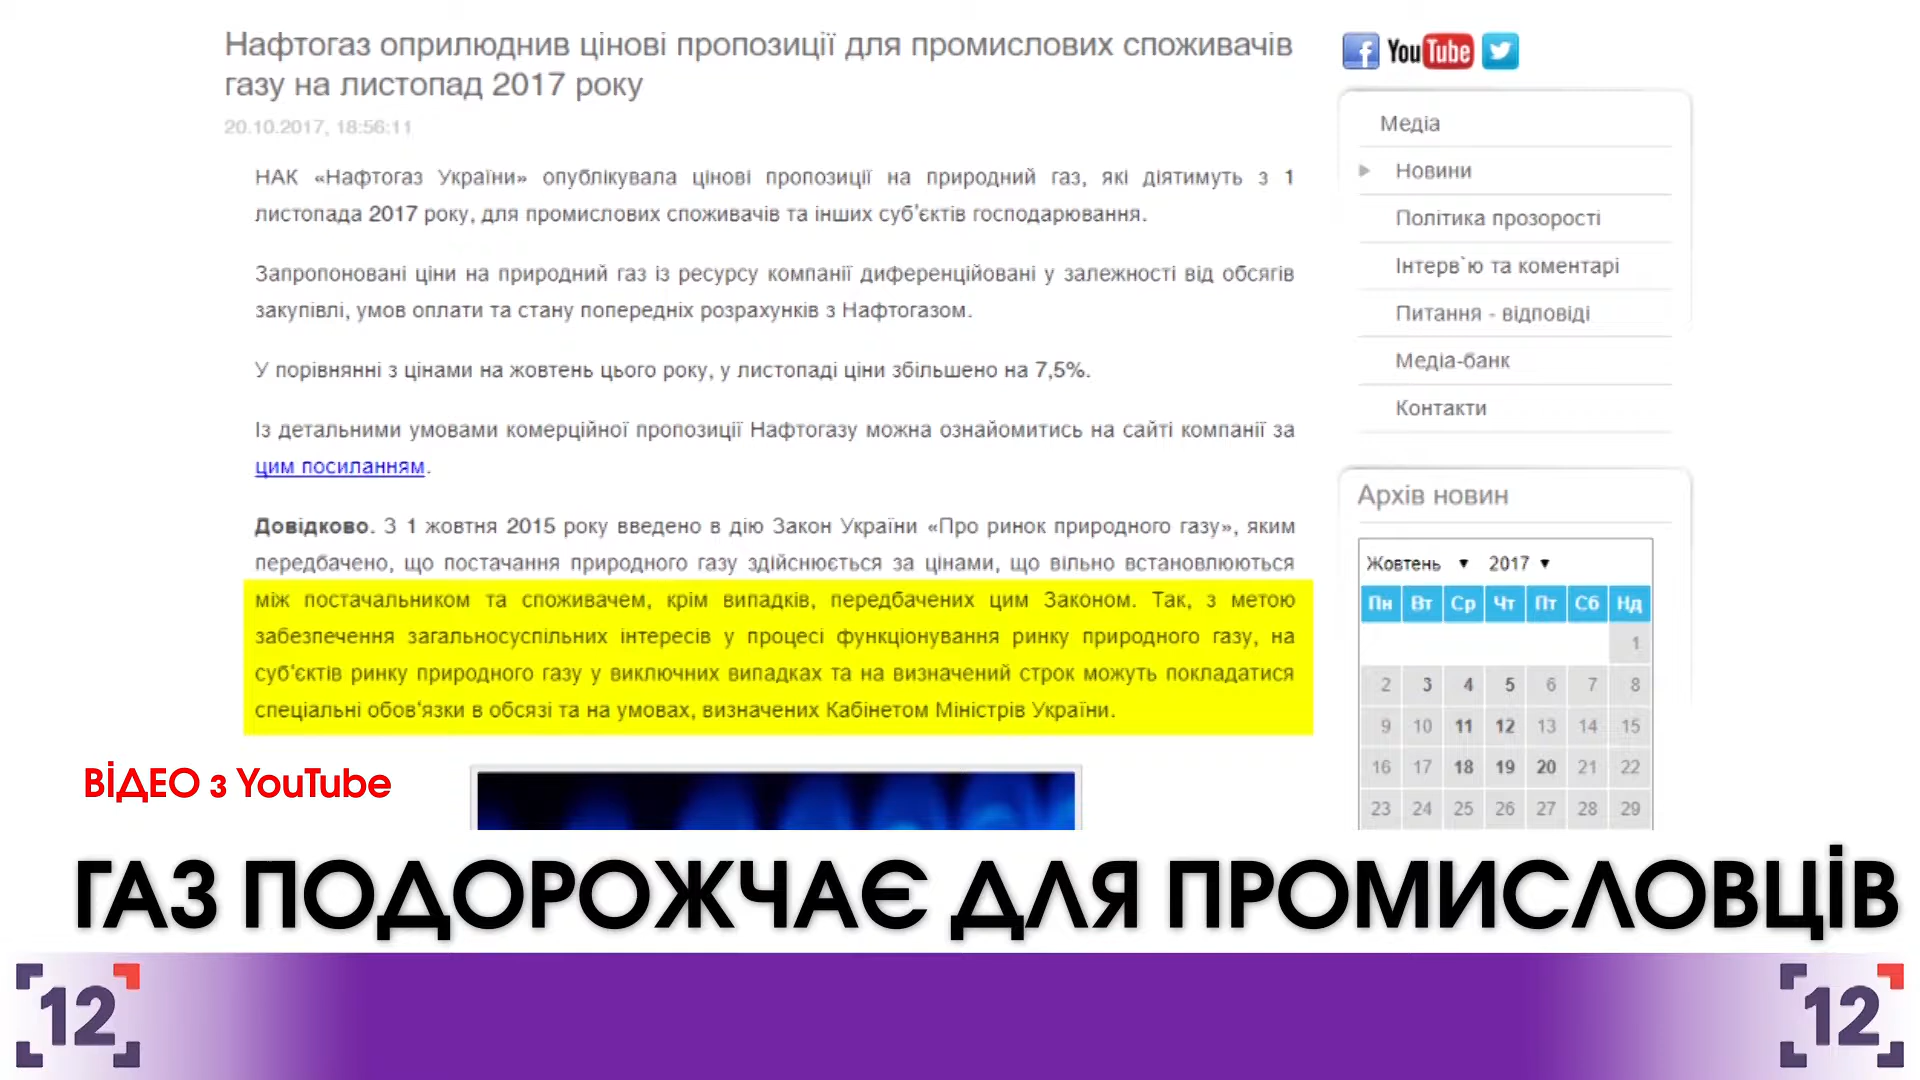 Нафтогаз оприлюднив цінові пропозиції для промислових споживачів
газу на листопад 2017 року
20.10.2017, 18:56:11
НАК «Нафтогаз України» опублікувала цінові пропозиції на природний газ, які діятимуть з 1
листопада 2017 року, для промислових споживачів та інших суб'єктів господарювання.
Запропоновані ціни на природний газ із ресурсу компанії диференційовані у залежності від обсягів
закупівлі, умов оплати та стану попередніх розрахунків з Нафтогазом.
У порівнянні з цінами на жовтень цього року, у листопаді ціни збільшено на 7,5%.
Із детальними умовами комерційної пропозиції Нафтогазу можна ознайомитись на сайті компанії за
цим посиланням.
Довідково. З 1 жовтня 2015 року введено в дію Закон України «Про ринок природного газу», яким
передбачено, що постачання природного газу здійснюється за цінами, що вільно встановлюються
між постачальником та споживачем, крім випадків, передбачених цим Законом. Так, з метою
забезпечення загальносуспільних інтересів у процесі функціонування ринку природного газу, на
суб'єктів ринку природного газу у виключних випадках та на визначений строк можуть покладатися
спеціальні обов'язки в обсязі та на умовах, визначених Кабінетом Міністрів України.
f YouTube
Медіа
Новини
Політика прозорості
Інтерв`ю та коментарі
Питання - відповіді
Медіа-банк
Контакти
Архів новин
Жовтень 2017
Пн Вт Ср Чт Пт Сб Нд
1
2 3 4 5 6 7 8
9 10 11 12 13 14 15
16 17 18 19 20 21 22
23 24 25 26 27 28 29
ВІДЕО з YouTube
ГАЗ ПОДОРОЖЧАЄ ДЛЯ ПРОМИСЛОВЦІВ
12
12